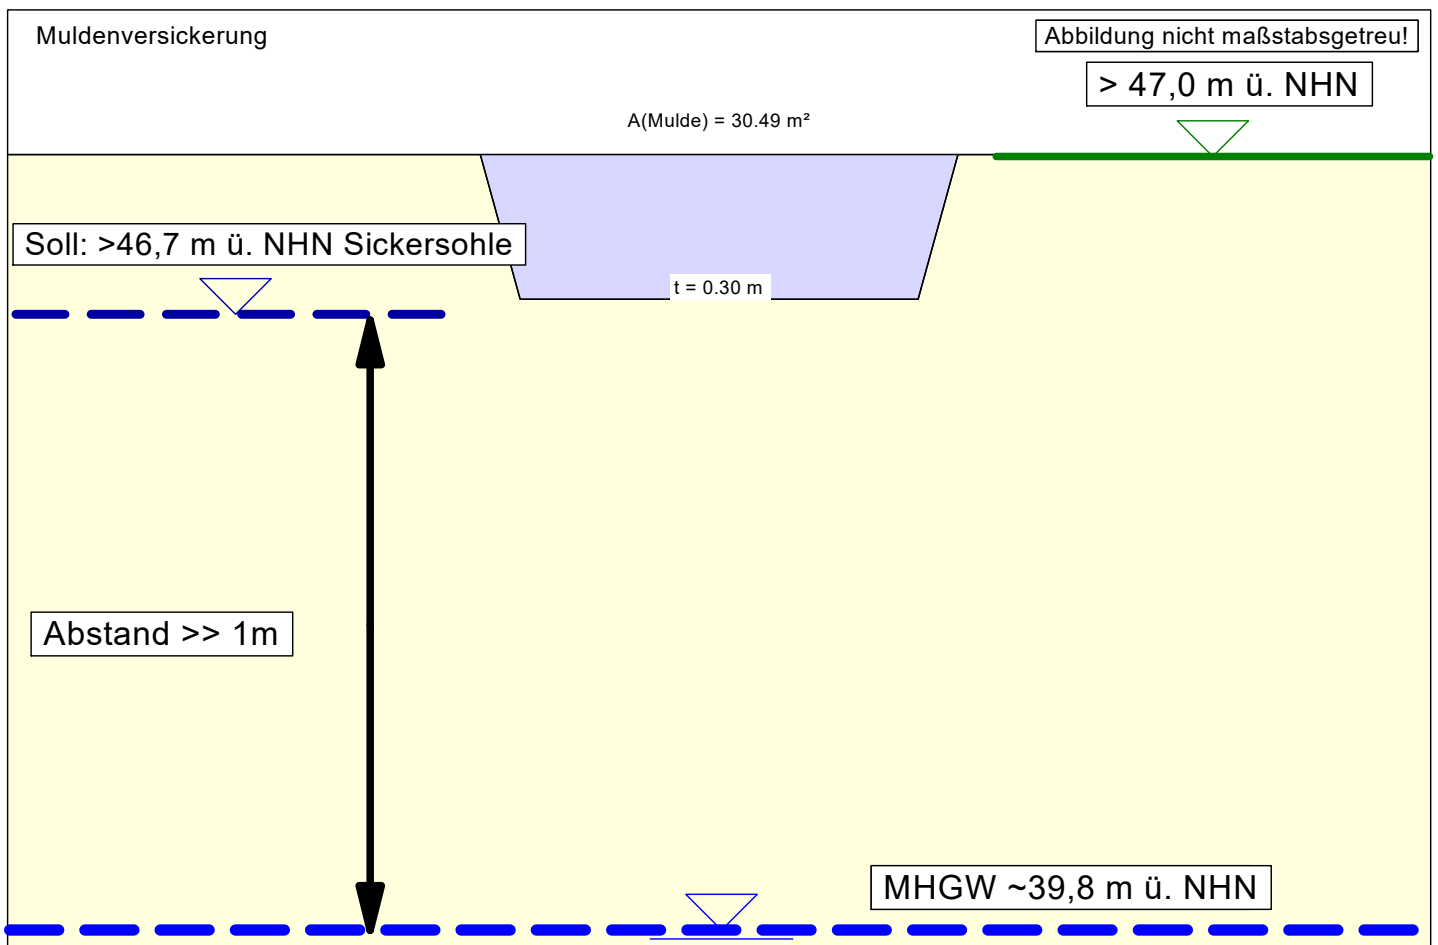 Muldenversickerung
Abbildung nicht maßstabsgetreu!
> 47,0 m ü. NHN
A(Mulde) = 30.49 m²
Soll: >46,7 m ü. NHN Sickersohle
t = 0.30 m
Abstand >> 1m
MHGW ~39,8 m ü. NHN